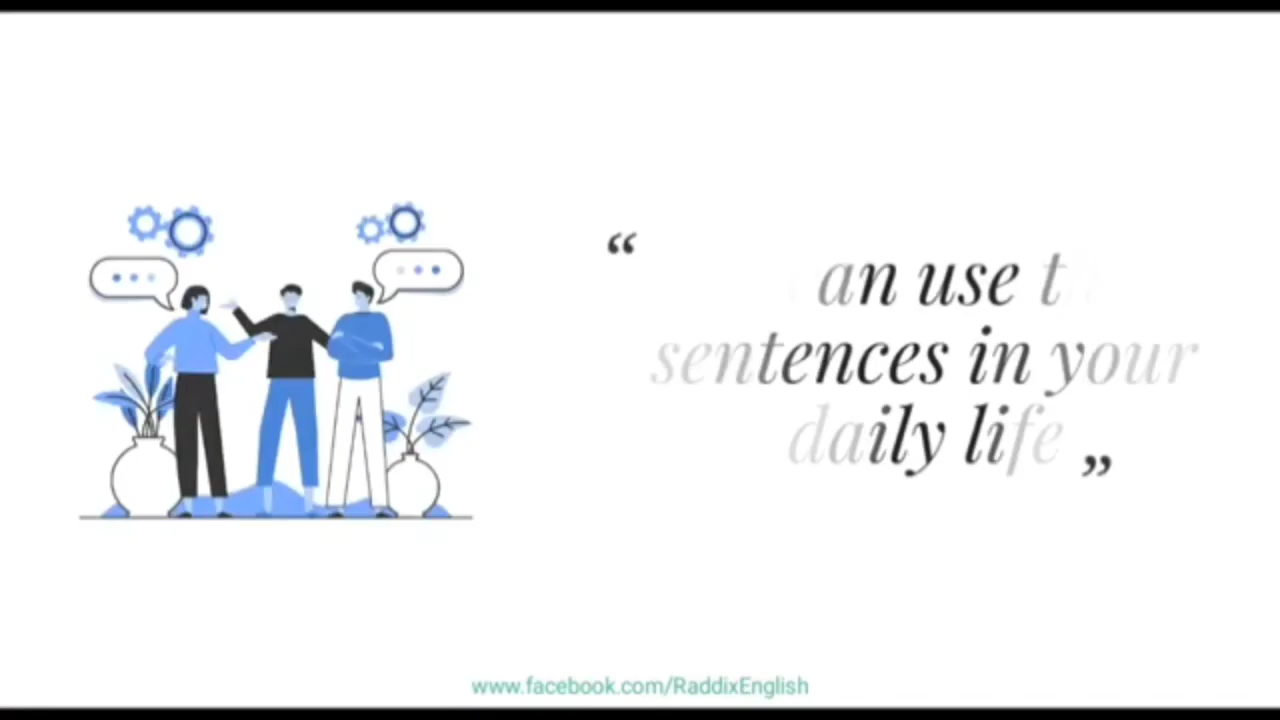 “ an use t
sentences in your
daily life „
www.facebook.com/RaddixEnglish